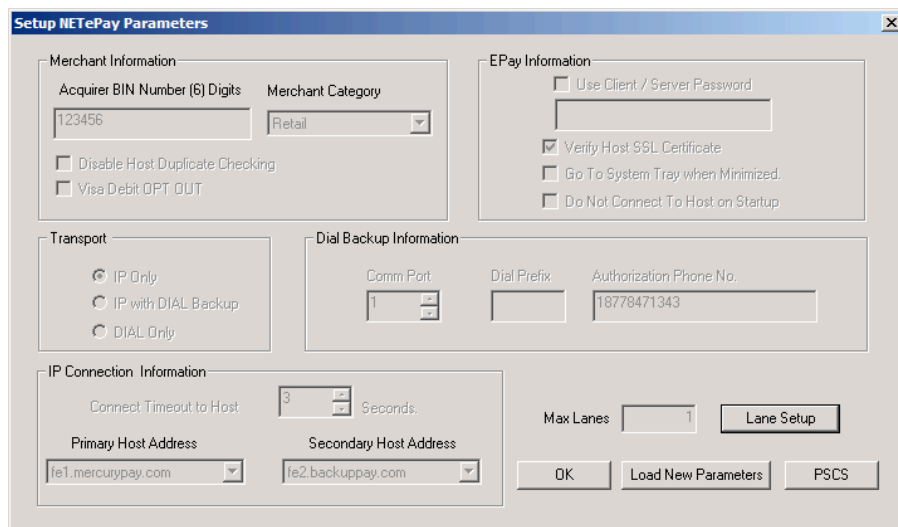 Setup NETePay Parameters
Merchant Information
Acquirer BIN Number (6) Digits
Merchant Category
123456
Retail
Disable Host Duplicate Checking
Visa Debit OPT OUT
EPay Information
Use Client / Server Password
Verify Host SSL Certificate
Go To System Tray when Minimized.
Do Not Connect To Host on Startup
Transport
IP Only
IP with DIAL Backup
DIAL Only
Dial Backup Information
Comm Port
Dial Prefix
Authorization Phone No.
1
18778471343
IP Connection Information
Connect Timeout to Host
3
Seconds.
Primary Host Address
Secondary Host Address
fe1.mercurypay.com
fe2.backuppay.com
Max Lanes
1
Lane Setup
OK
Load New Parameters
PSCS